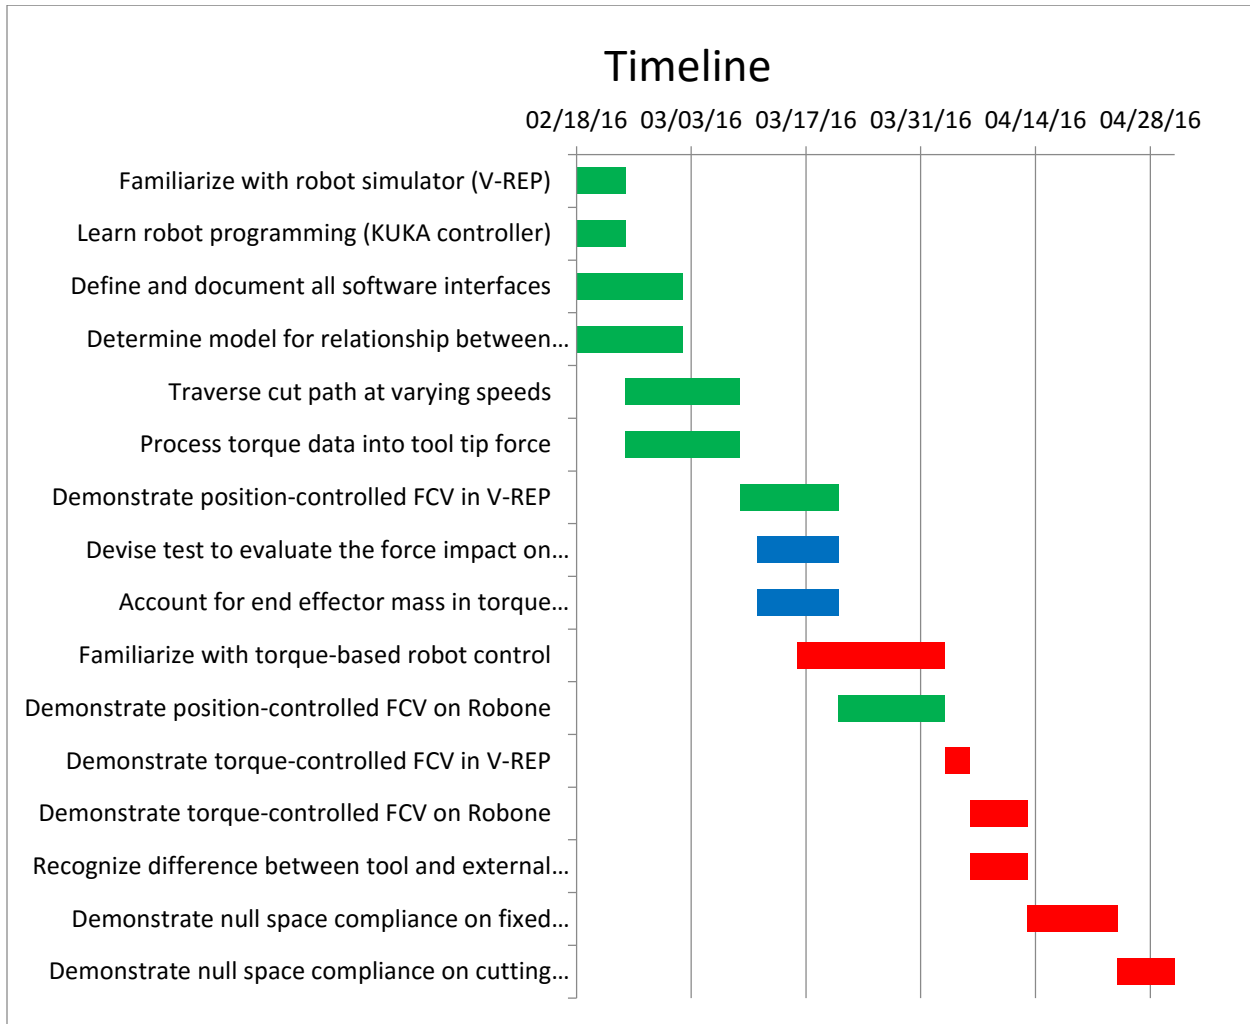 Timeline
02/18/16 03/03/16 03/17/16 03/31/16 04/14/16 04/28/16
Familiarize with robot simulator (V-REP)
Learn robot programming (KUKA controller)
Define and document all software interfaces
Determine model for relationship between...
Traverse cut path at varying speeds
Process torque data into tool tip force
Demonstrate position-controlled FCV in V-REP
Devise test to evaluate the force impact on...
Account for end effector mass in torque...
Familiarize with torque-based robot control
Demonstrate position-controlled FCV on Robone
Demonstrate torque-controlled FCV in V-REP
Demonstrate torque-controlled FCV on Robone
Recognize difference between tool and external...
Demonstrate null space compliance on fixed...
Demonstrate null space compliance on cutting...